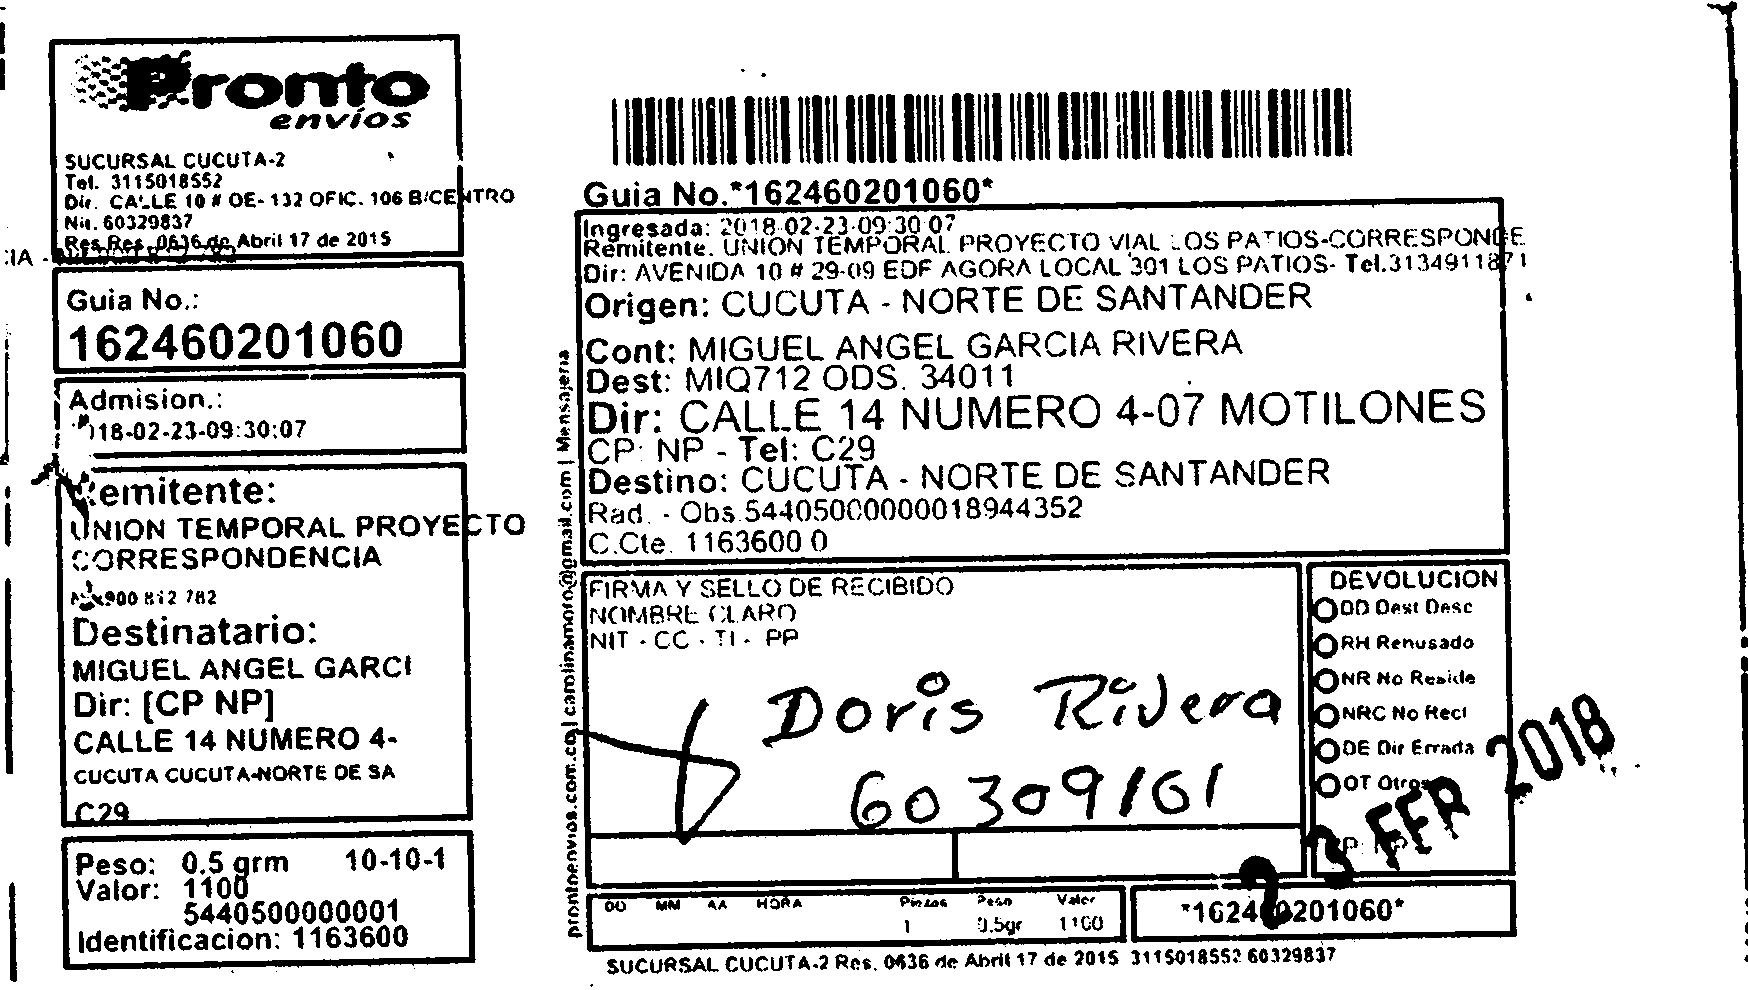 Pronto
envíos
SUCURSAL CUCUTA-2
Tel. 3115018552
Dir. CALLE 10 # OE-132 OFIC. 106 B/CENTRO
Nit. 60329837
Res.Res. 0636 de Abril 17 de 2015
Guia No.:
162460201060
Admision.:
018-02-23-09:30:07
Remitente:
UNION TEMPORAL PROYECTO
CORRESPONDENCIA
900 812 782
Destinatario:
MIGUEL ANGEL GARCI
Dir: [CP NP]
CALLE 14 NUMERO 4-
CUCUTA CUCUTA-NORTE DE SA
C29
Peso: 0.5 grm 10-10-1
Valor: 1100
5440500000001
Identificacion: 1163600
prontoenvios.com.co | carolinamoro@gmail.com | Mensajeria
Guia No.*162460201060*
Ingresada: 2018-02-23-09:30 07
Remitente. UNION TEMPORAL PROYECTO VIAL LOS PATIOS-CORRESPONDE
Dir: AVENIDA 10 # 29-09 EDF AGORA LOCAL 301 LOS PATIOS- Tel.3134911871
Origen: CUCUTA - NORTE DE SANTANDER
Cont: MIGUEL ANGEL GARCIA RIVERA
Dest: MIQ712 ODS. 34011
Dir: CALLE 14 NUMERO 4-07 MOTILONES
CP: NP - Tel: C29
Destino: CUCUTA - NORTE DE SANTANDER
Rad. - Obs.54405000000018944352
C.Cte. 1163600 0
FIRMA Y SELLO DE RECIBIDO
NOMBRE CLARO
NIT - CC - TI - PP
Doris Rivera
60309161
DEVOLUCION
DD Dest Desc
RH Rehusado
NR No Reside
NRC No Recl
DE Dir Errada
OT Otros
23 FEB 2018
DD MM AA HORA Piezas Peso Valor
1 0.5gr 1100
*162460201060*
SUCURSAL CUCUTA-2 Res. 0636 de Abril 17 de 2015 3115018552 60329837